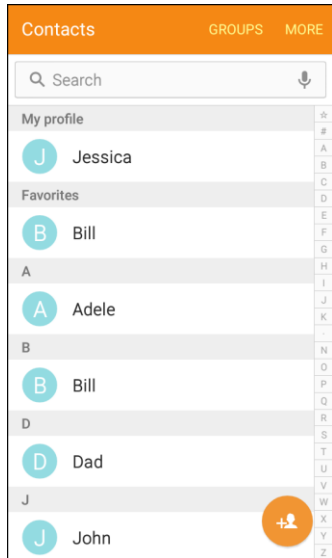 Contacts GROUPS MORE
Search
My profile
J Jessica
Favorites
B Bill
A
A Adele
B
B Bill
D
D Dad
J
J John
#
A
B
C
D
E
F
G
H
I
J
K
.
N
O
P
Q
R
S
T
U
V
W
X
Y
Z